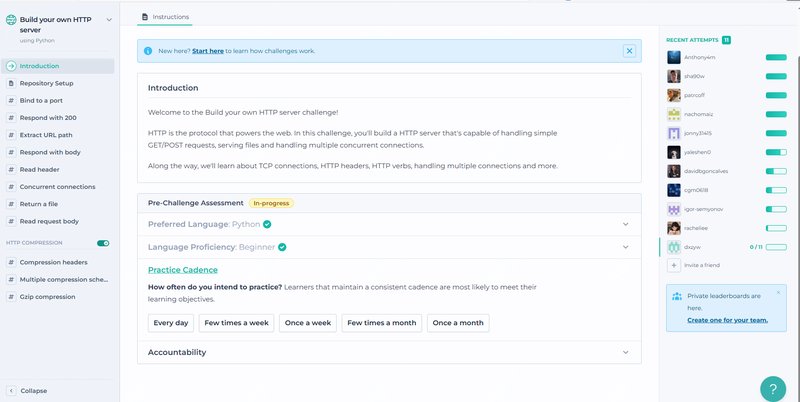 Build your own HTTP
server
using Python
Introduction
Repository Setup
Bind to a port
Respond with 200
Extract URL path
Respond with body
Read header
Concurrent connections
Return a file
Read request body
HTTP COMPRESSION
Compression headers
Multiple compression sche...
Gzip compression
Collapse
Instructions
New here? Start here to learn how challenges work.
Introduction
Welcome to the Build your own HTTP server challenge!
HTTP is the protocol that powers the web. In this challenge, you'll build a HTTP server that's capable of handling simple
GET/POST requests, serving files and handling multiple concurrent connections.
Along the way, we'll learn about TCP connections, HTTP headers, HTTP verbs, handling multiple connections and more.
Pre-Challenge Assessment In-progress
Preferred Language: Python
Language Proficiency: Beginner
Practice Cadence
How often do you intend to practice? Learners that maintain a consistent cadence are most likely to meet their
learning objectives.
Every day Few times a week Once a week Few times a month Once a month
Accountability
RECENT ATTEMPTS 11
Anthony4m
sha90w
patrcoff
nachomaiz
jonny31415
yaleshen0
davidbgoncalves
cgm0618
igor-semyonov
racheliee
dxzyw 0 / 11
Invite a friend
Private leaderboards are
here.
Create one for your team.
?